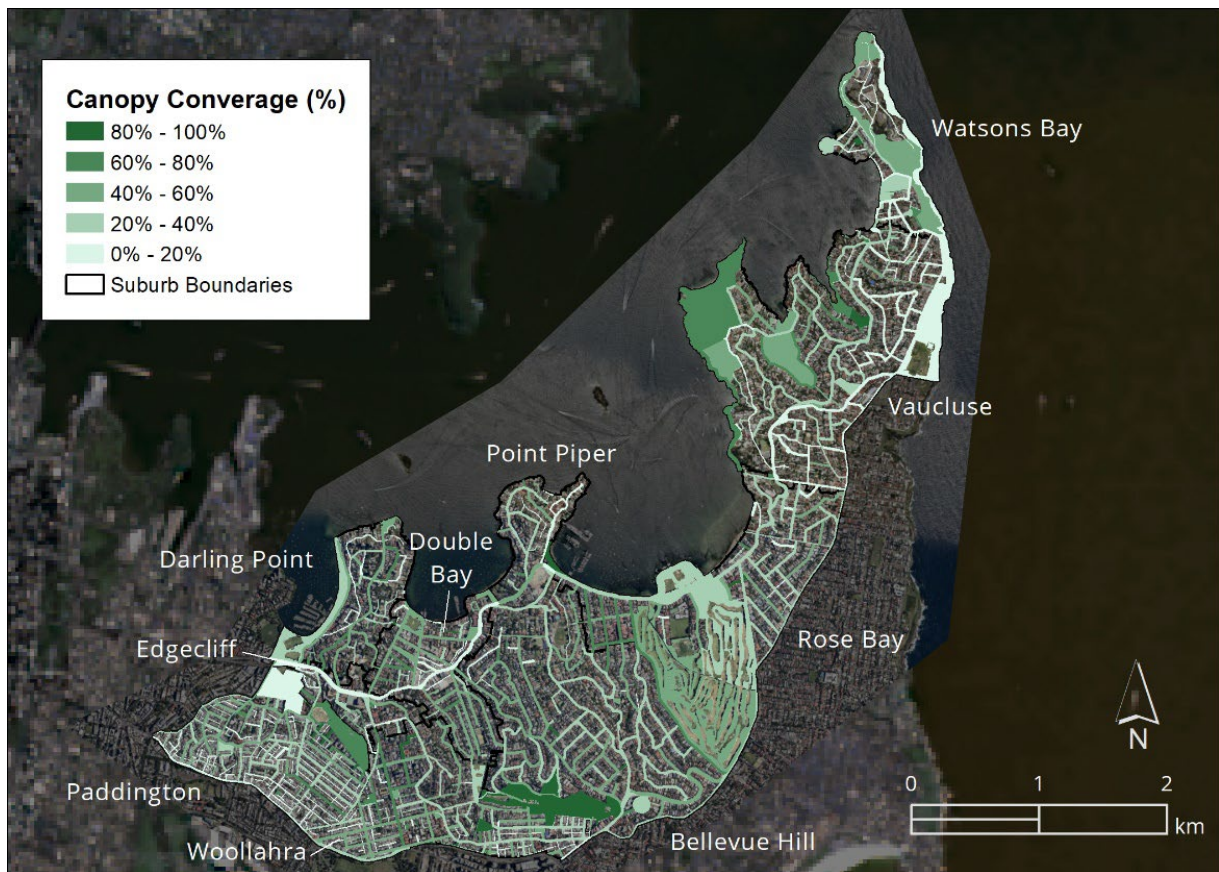 Canopy Converage (%)
80% - 100%
60% - 80%
40% - 60%
20% - 40%
0% - 20%
Suburb Boundaries
Watsons Bay
Vaucluse
Point Piper
Darling Point
Double
Bay
Edgecliff
Rose Bay
Paddington
Woollahra
Bellevue Hill
N
0 1 2
km